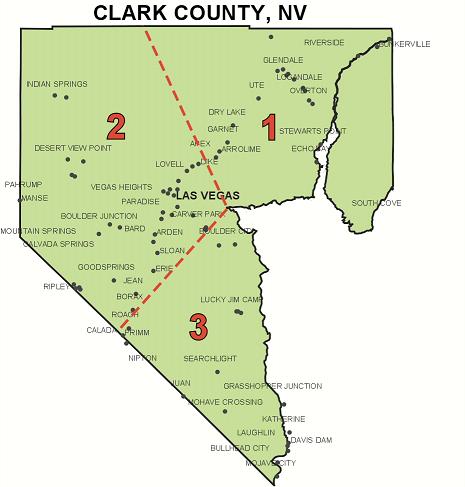 CLARK COUNTY, NV
RIVERSIDE
BUNKERVILLE
GLENDALE
LOGANDALE
INDIAN SPRINGS
UTE
OVERTON
DRY LAKE
2
1
GARNET
STEWARTS POINT
DESERT VIEW POINT
APEX
ARROLIME
ECHO BAY
LOVELL
DIKE
PAHRUMP
VEGAS HEIGHTS
MANSE
LAS VEGAS
PARADISE
SOUTH COVE
BOULDER JUNCTION
CARVER PARK
MOUNTAIN SPRINGS
BARD
ARDEN
BOULDER CITY
CALVADA SPRINGS
SLOAN
GOODSPRINGS
ERIE
RIPLEY
JEAN
BORAX
LUCKY JIM CAMP
ROACH
3
CALADA
PRIMM
NIPTON
SEARCHLIGHT
JUAN
GRASSHOPPER JUNCTION
MOHAVE CROSSING
KATHERINE
LAUGHLIN
DAVIS DAM
BULLHEAD CITY
MOJAVE CITY